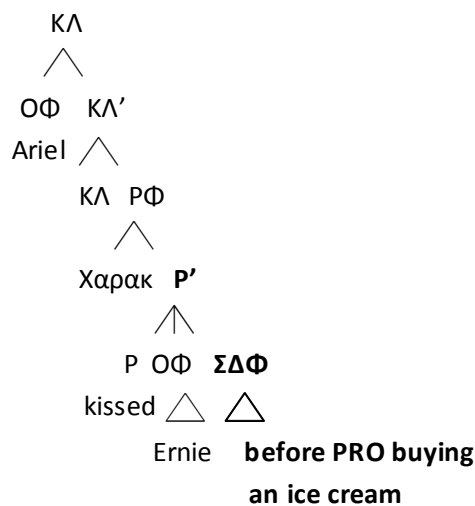 ΚΛ
ΟΦ ΚΛ’
Ariel
ΚΛ ΡΦ
Χαρακ Ρ’
Ρ ΟΦ ΣΔΦ
kissed
Ernie before PRO buying
an ice cream